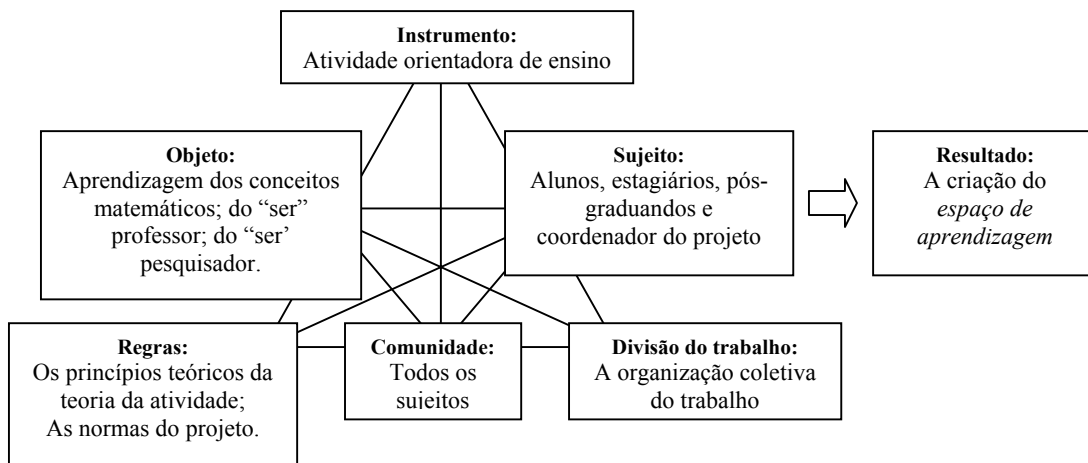 Instrumento:
Atividade orientadora de ensino
Objeto:
Aprendizagem dos conceitos
matemáticos; do “ser”
professor; do “ser’
pesquisador.
Sujeito:
Alunos, estagiários, pós-
graduandos e
coordenador do projeto
Resultado:
A criação do
espaço de
aprendizagem
Regras:
Os princípios teóricos da
teoria da atividade;
As normas do projeto.
Comunidade:
Todos os
sujeitos
Divisão do trabalho:
A organização coletiva
do trabalho